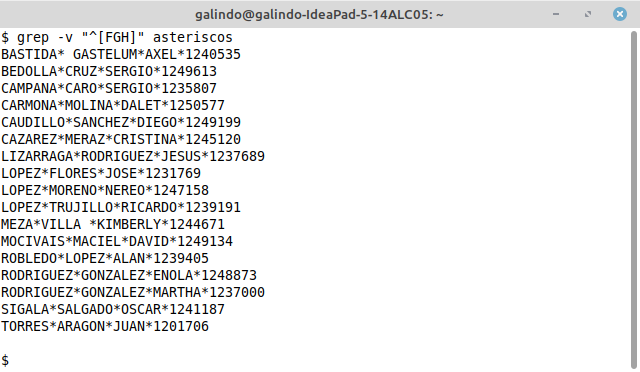 galindo@galindo-IdeaPad-5-14ALC05: ~
$ grep -v "^[FGH]" asteriscos
BASTIDA* GASTELUM*AXEL*1240535
BEDOLLA*CRUZ*SERGIO*1249613
CAMPANA*CARO*SERGIO*1235807
CARMONA*MOLINA*DALET*1250577
CAUDILLO*SANCHEZ*DIEGO*1249199
CAZAREZ*MERAZ*CRISTINA*1245120
LIZARRAGA*RODRIGUEZ*JESUS*1237689
LOPEZ*FLORES*JOSE*1231769
LOPEZ*MORENO*NEREO*1247158
LOPEZ*TRUJILLO*RICARDO*1239191
MEZA*VILLA *KIMBERLY*1244671
MOCIVAIS*MACIEL*DAVID*1249134
ROBLEDO*LOPEZ*ALAN*1239405
RODRIGUEZ*GONZALEZ*ENOLA*1248873
RODRIGUEZ*GONZALEZ*MARTHA*1237000
SIGALA*SALGADO*OSCAR*1241187
TORRES*ARAGON*JUAN*1201706
$